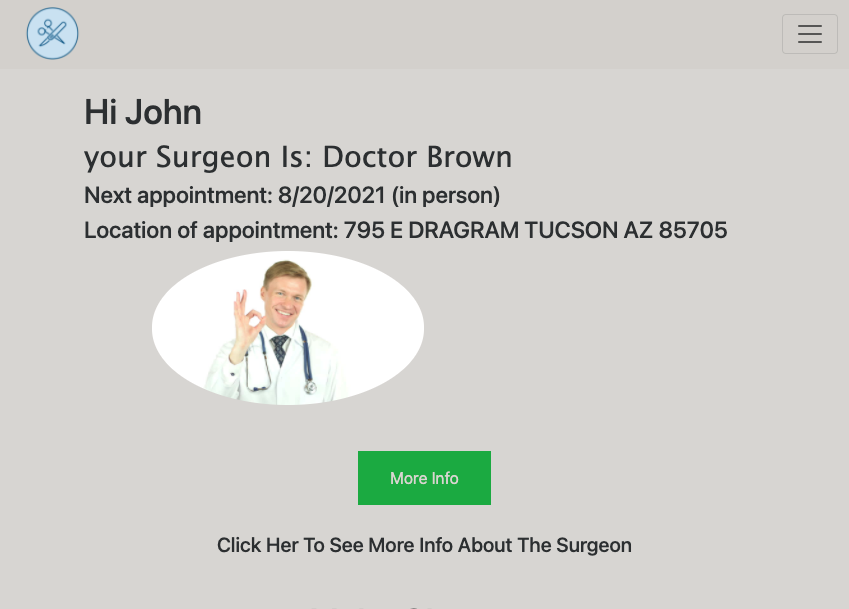 Hi John
your Surgeon Is: Doctor Brown
Next appointment: 8/20/2021 (in person)
Location of appointment: 795 E DRAGRAM TUCSON AZ 85705
More Info
Click Her To See More Info About The Surgeon